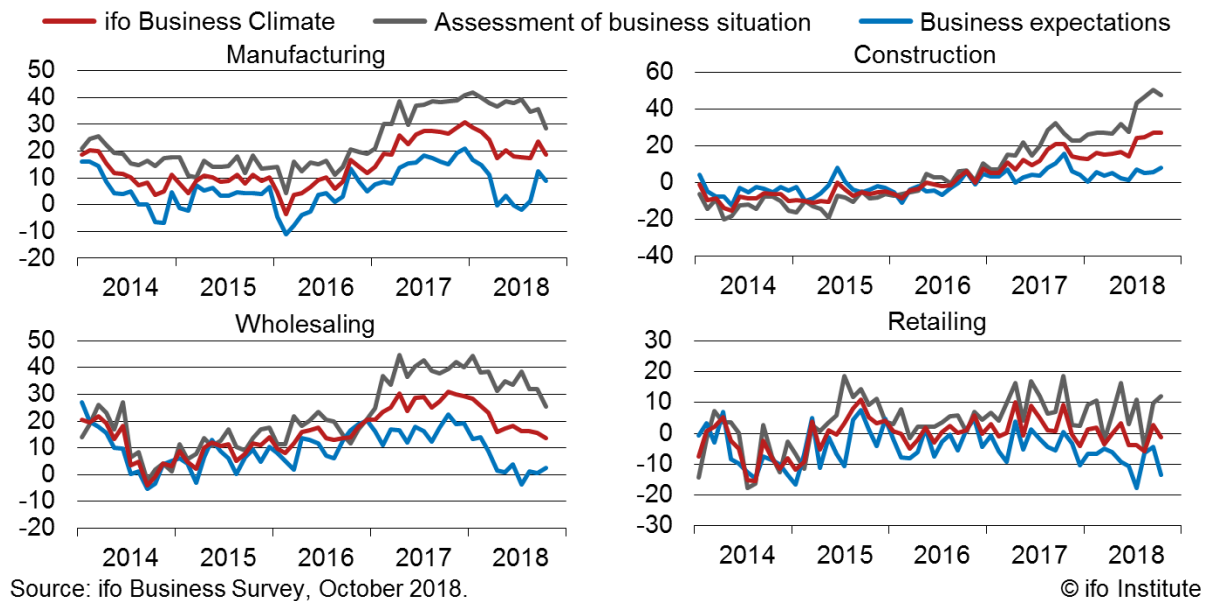 ifo Business Climate Assessment of business situation Business expectations
Manufacturing
50
40
30
20
10
0
-10
-20
2014 2015 2016 2017 2018
Construction
60
40
20
0
-20
-40
2014 2015 2016 2017 2018
Wholesaling
50
40
30
20
10
0
-10
-20
2014 2015 2016 2017 2018
Retailing
30
20
10
0
-10
-20
-30
2014 2015 2016 2017 2018
Source: ifo Business Survey, October 2018. © ifo Institute